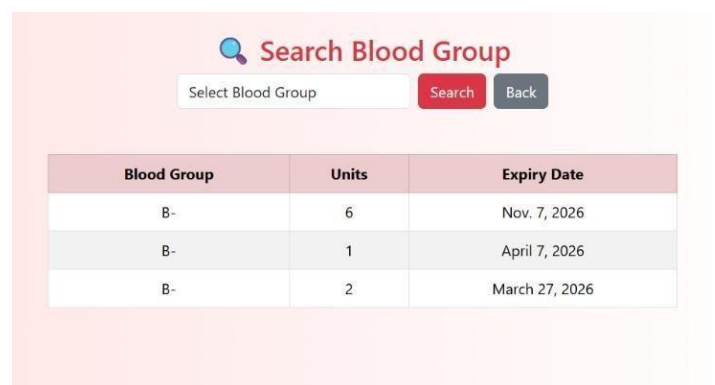 Search Blood Group
Select Blood Group Search Back
Blood Group Units Expiry Date
B- 6 Nov. 7, 2026
B- 1 April 7, 2026
B- 2 March 27, 2026